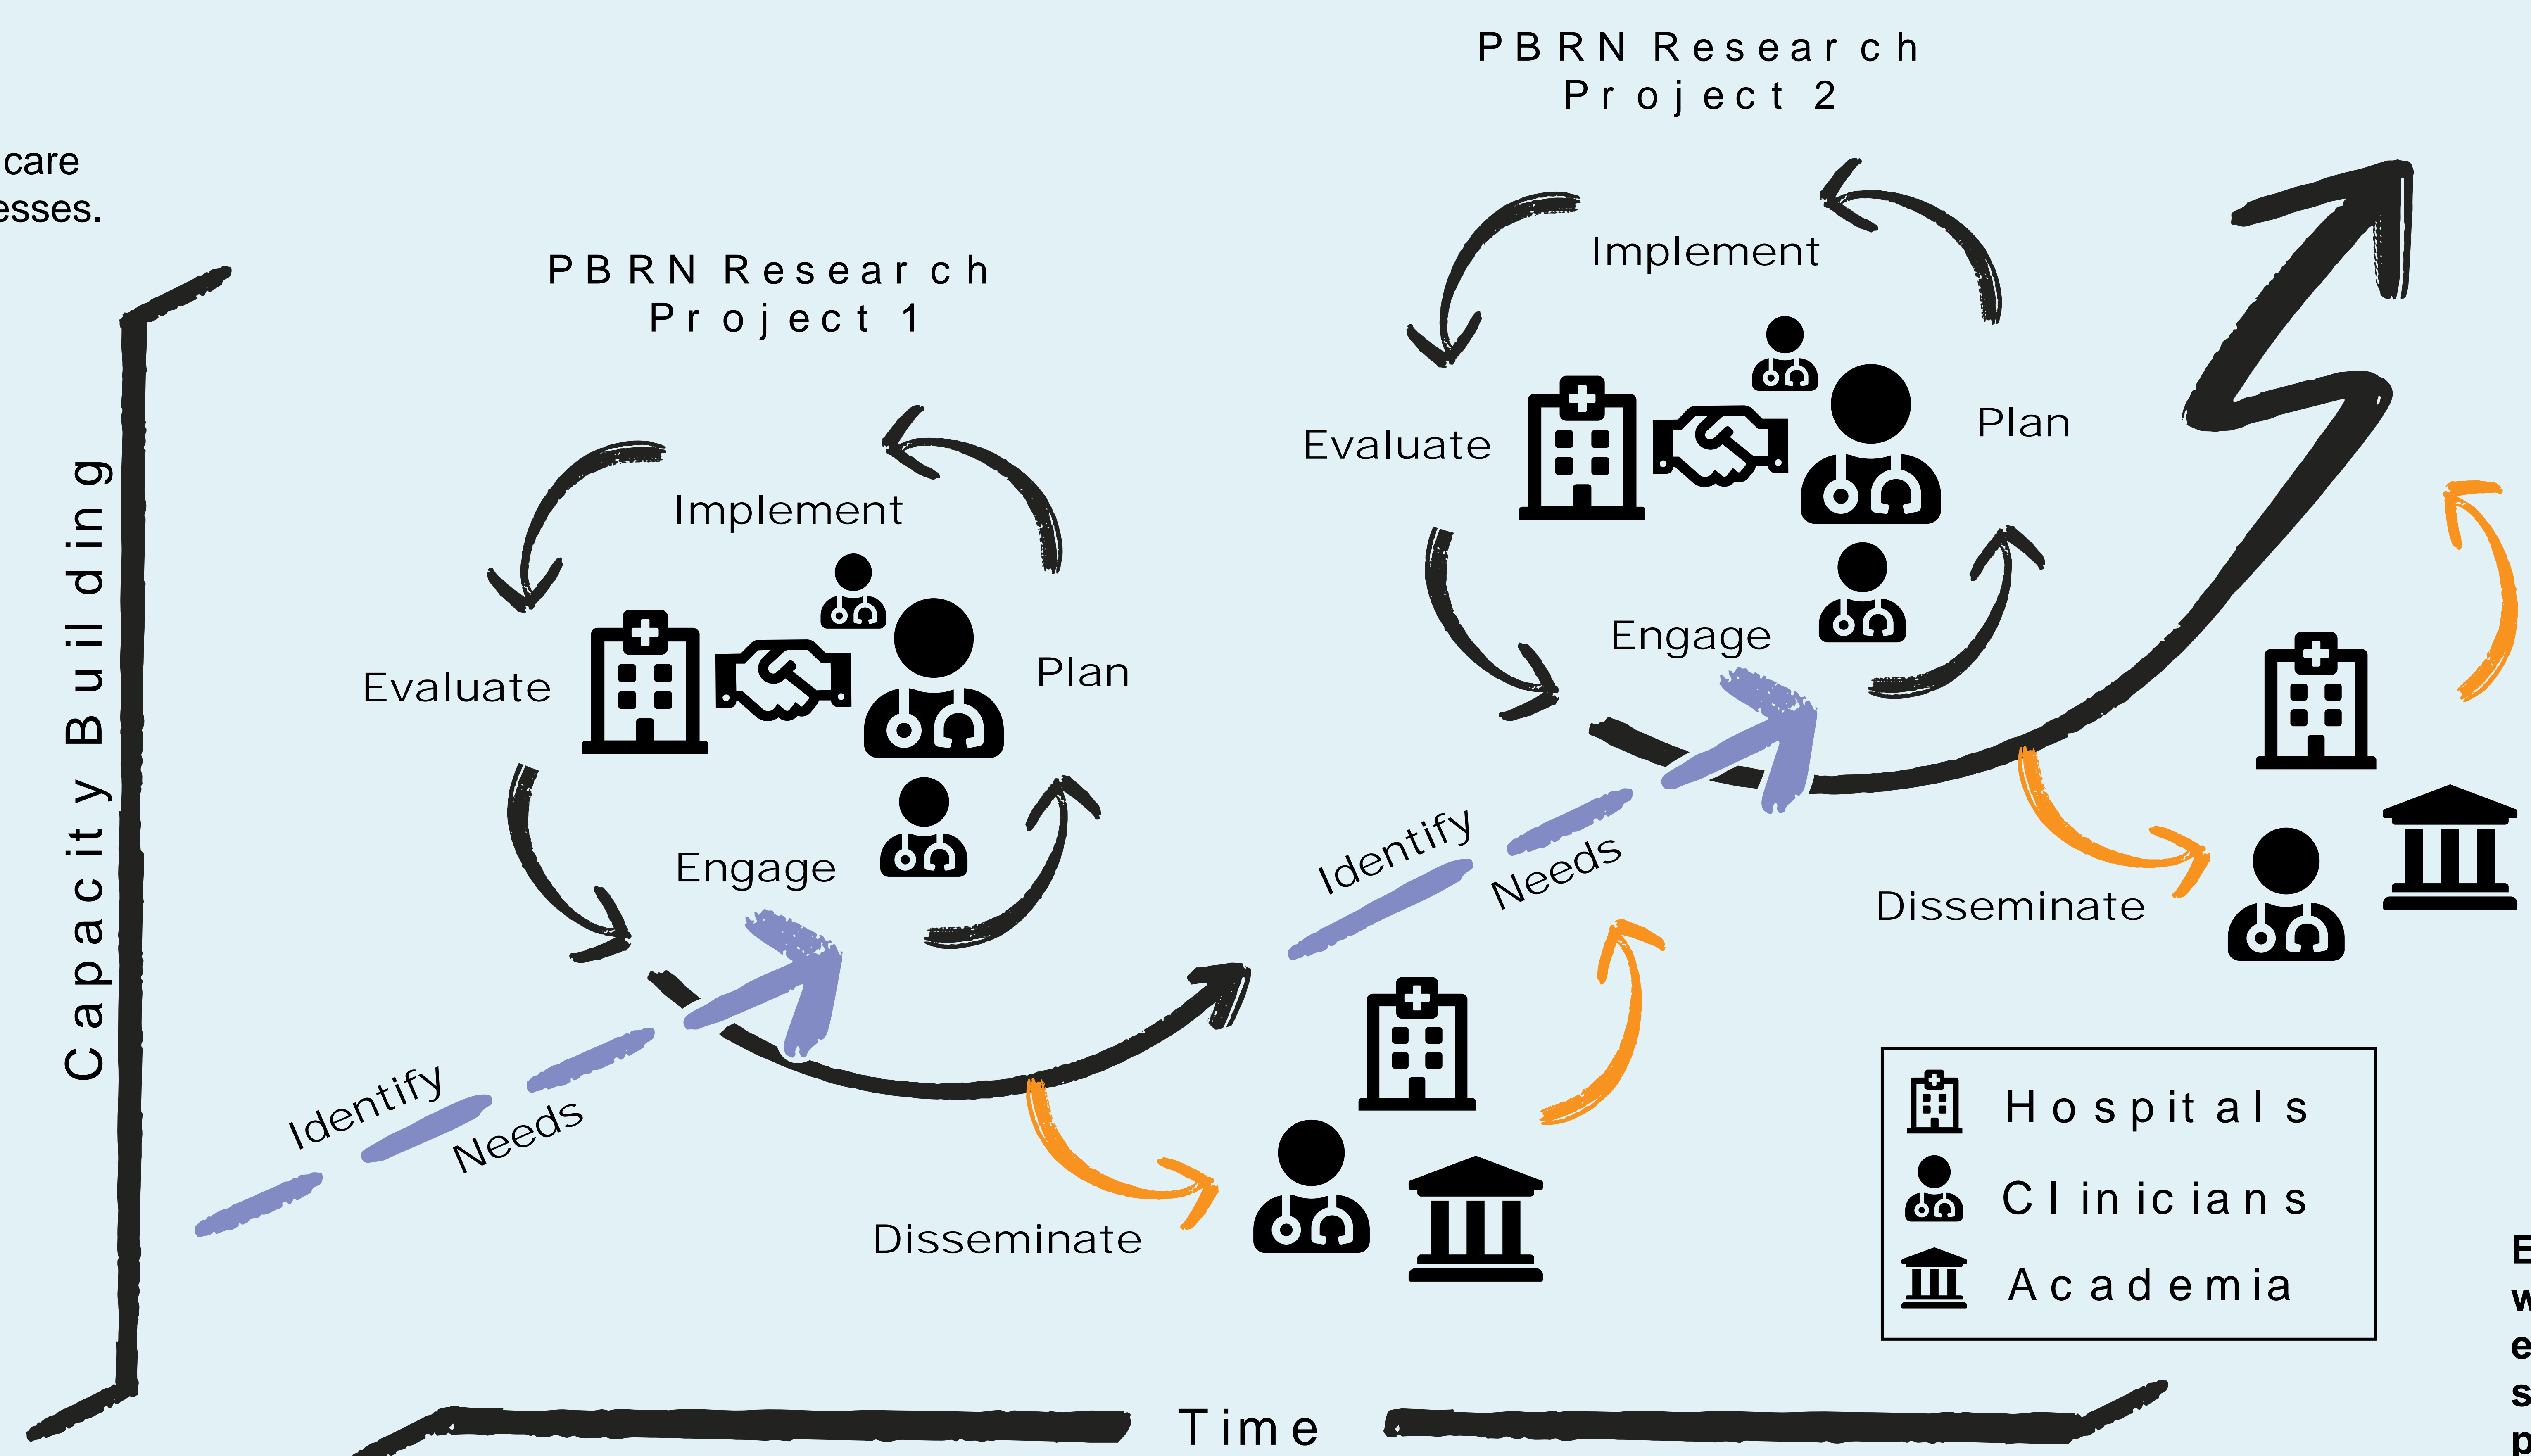 care
esses.
PBRN Research
Project 2
PBRN Research
Project 1
Implement
Evaluate
Plan
Engage
Implement
Evaluate
Plan
Engage
Capacity Building
Identify
Needs
Identify
Needs
Disseminate
Disseminate
Hospitals
Clinicians
Academia
Time
E
w
e
s
p